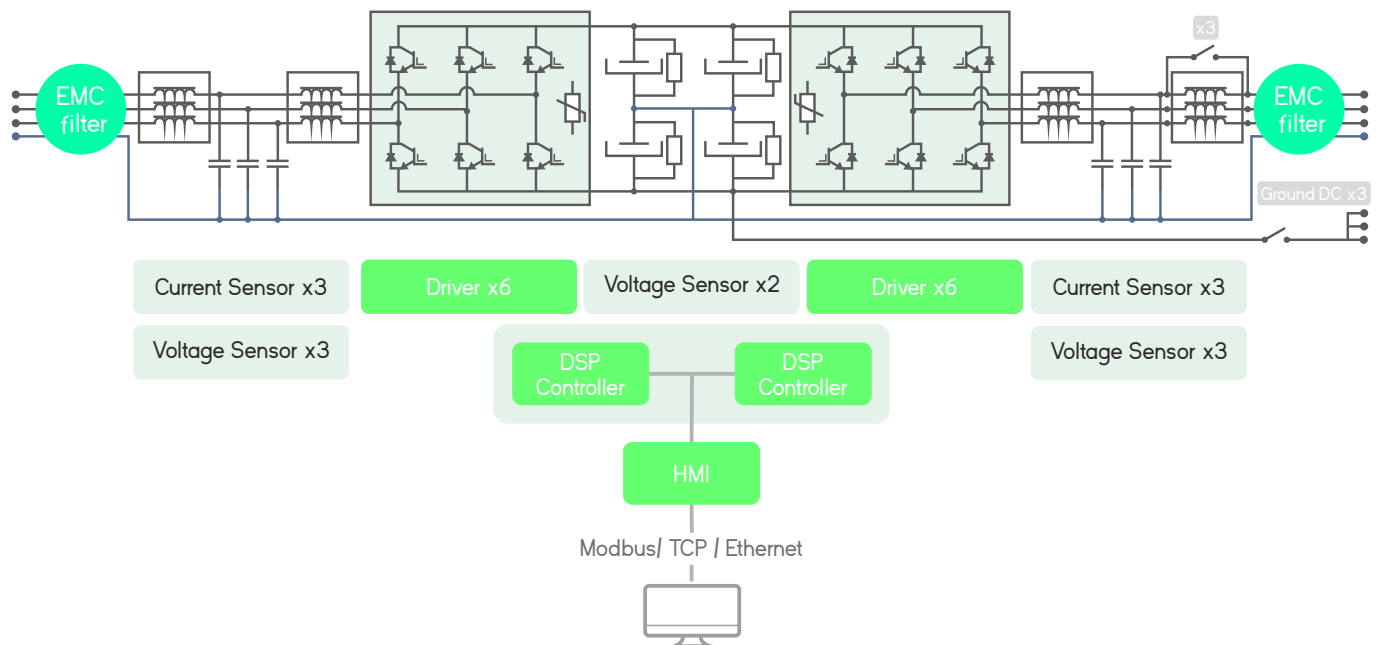 x3
EMC
filter
EMC
filter
Ground DC x3
Current Sensor x3
Driver x6
Voltage Sensor x2
Driver x6
Current Sensor x3
Voltage Sensor x3
Voltage Sensor x3
DSP
Controller
DSP
Controller
HMI
Modbus/ TCP / Ethernet